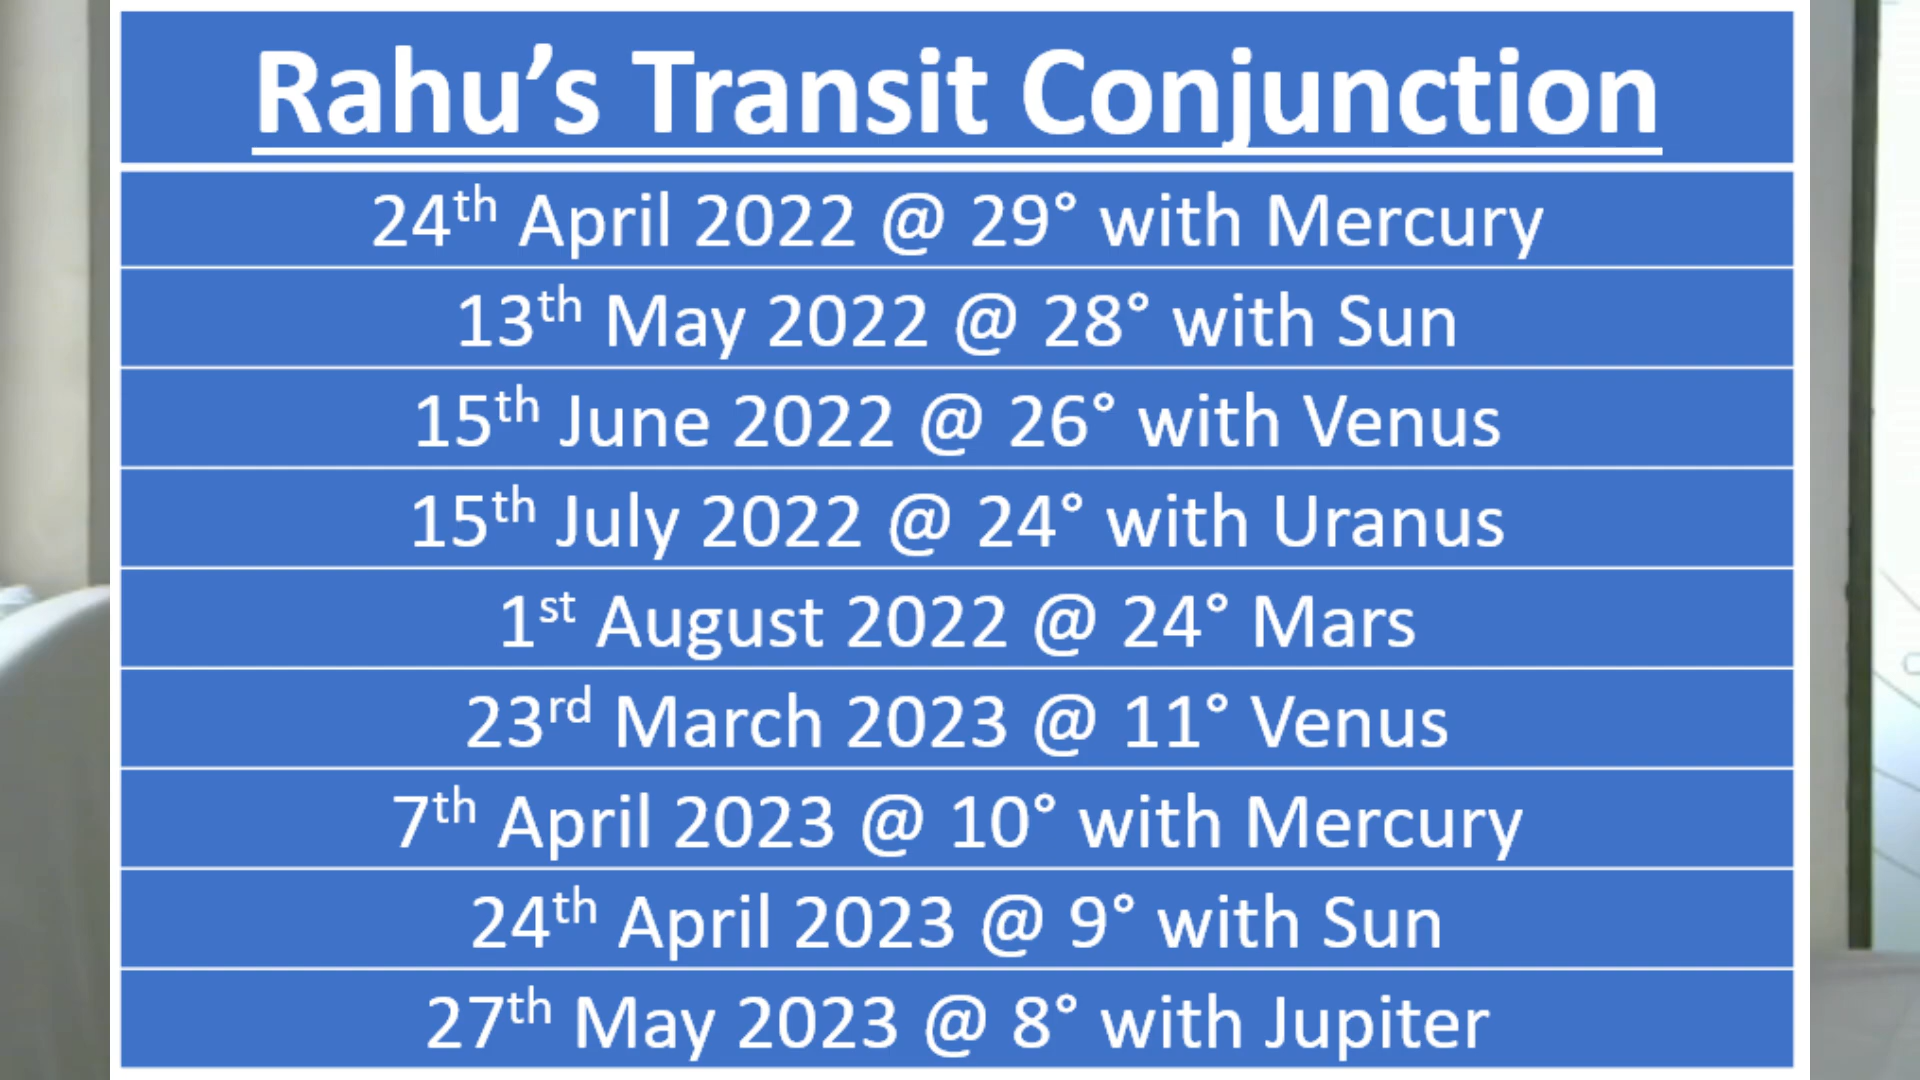 Rahu’s Transit Conjunction
24th April 2022 @ 29° with Mercury
13th May 2022 @ 28° with Sun
15th June 2022 @ 26° with Venus
15th July 2022 @ 24° with Uranus
1st August 2022 @ 24° Mars
23rd March 2023 @ 11° Venus
7th April 2023 @ 10° with Mercury
24th April 2023 @ 9° with Sun
27th May 2023 @ 8° with Jupiter